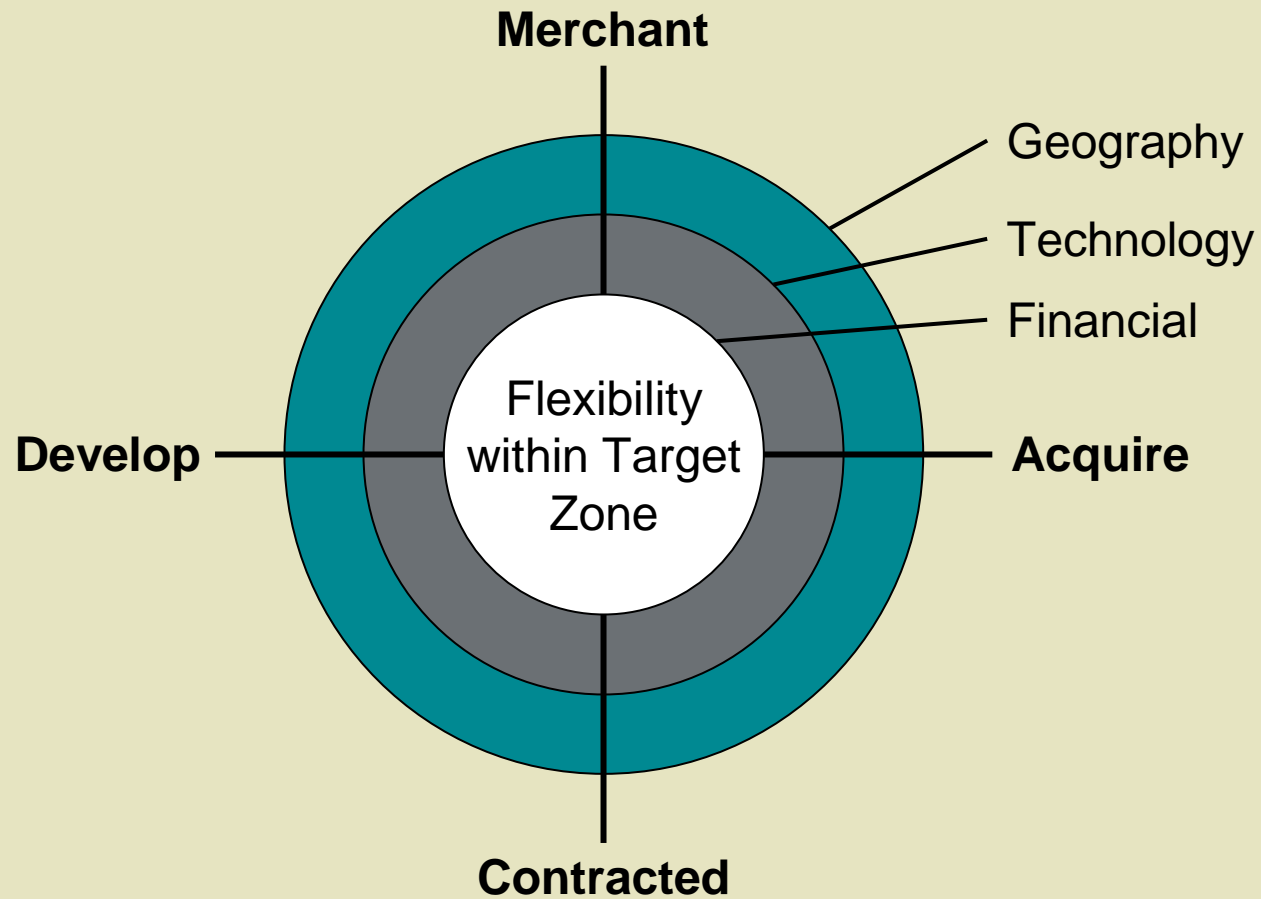 Merchant
Geography
Technology
Financial
Flexibility
within Target
Zone
Develop
Acquire
Contracted